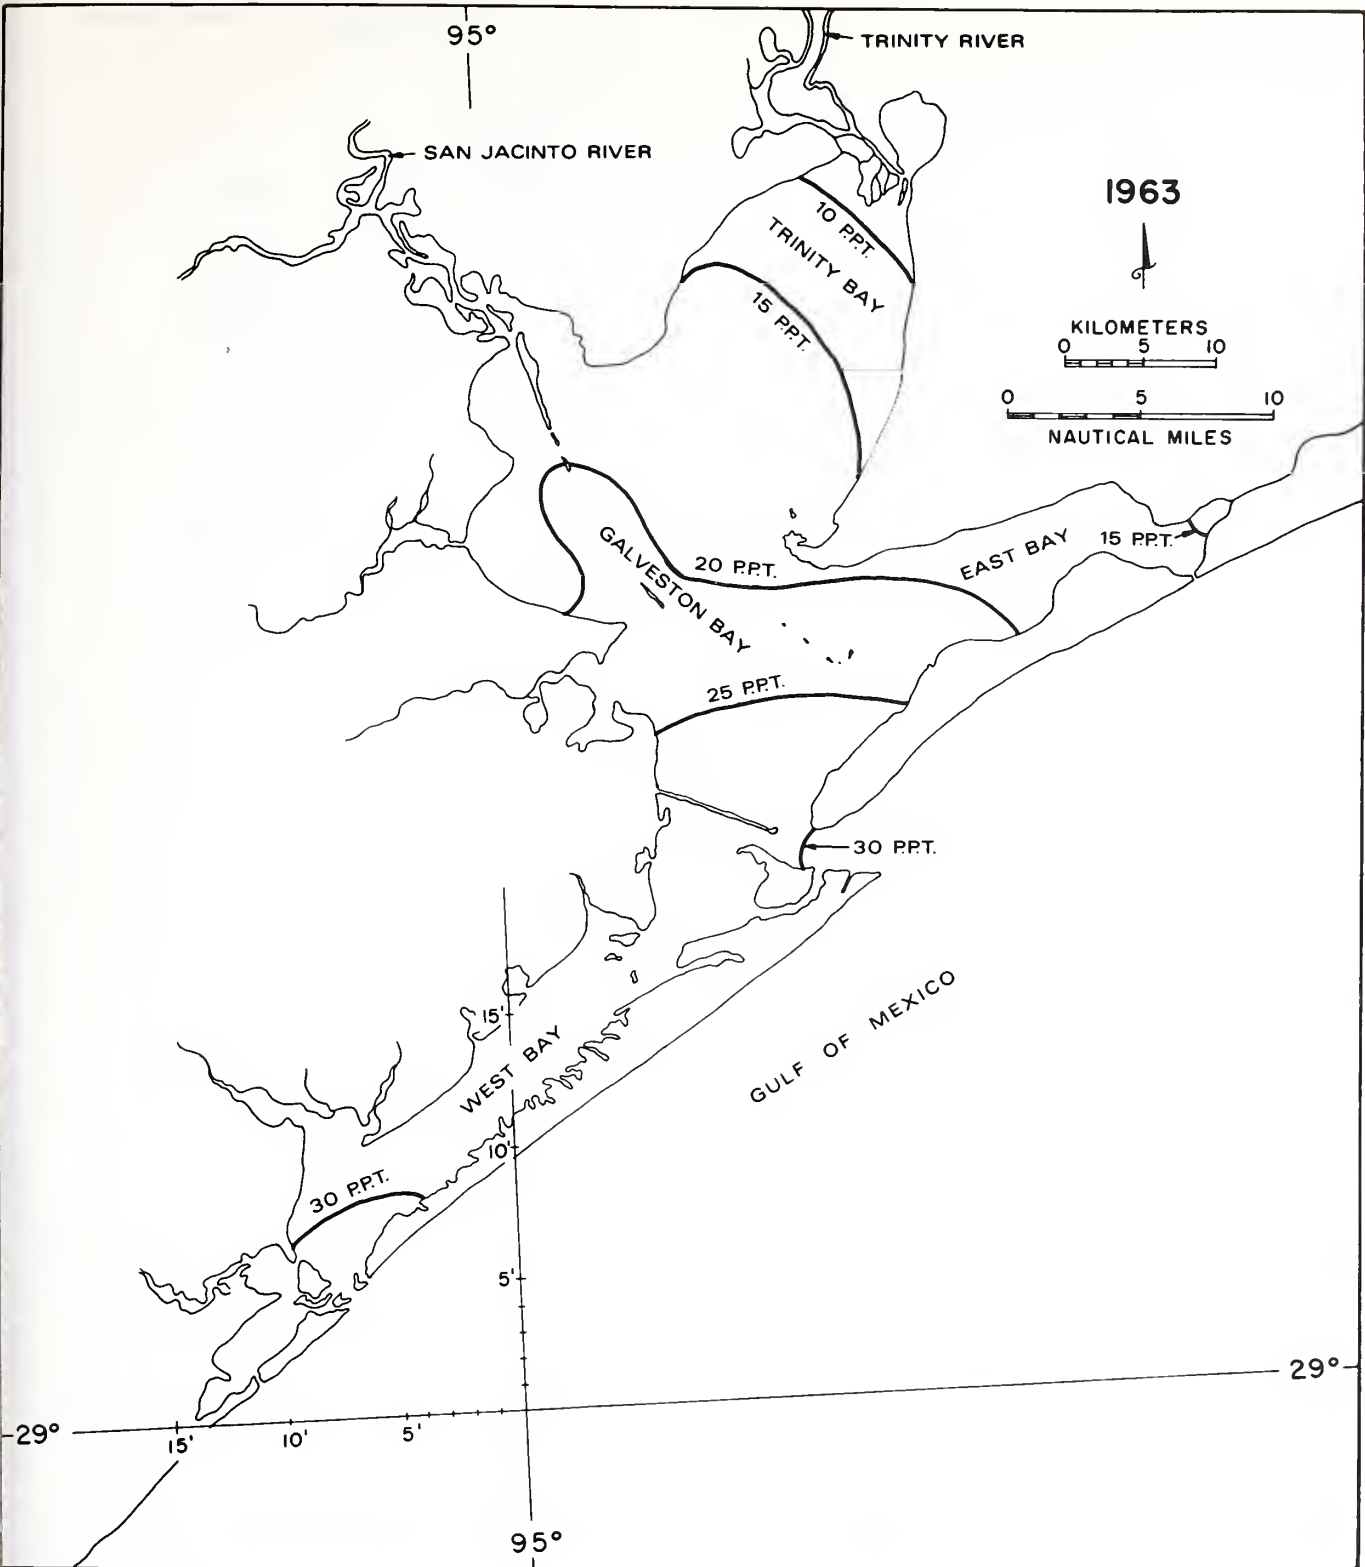 95°
TRINITY RIVER
SAN JACINTO RIVER
1963
10 P.P.T.
TRINITY BAY
15 P.P.T.
KILOMETERS
0 5 10
0 5 10
NAUTICAL MILES
GALVESTON BAY
20 P.P.T.
EAST BAY
15 P.P.T.
25 P.P.T.
30 P.P.T.
GULF OF MEXICO
15'
WEST BAY
10'
30 P.P.T.
5'
29°
29°
15' 10' 5'
95°